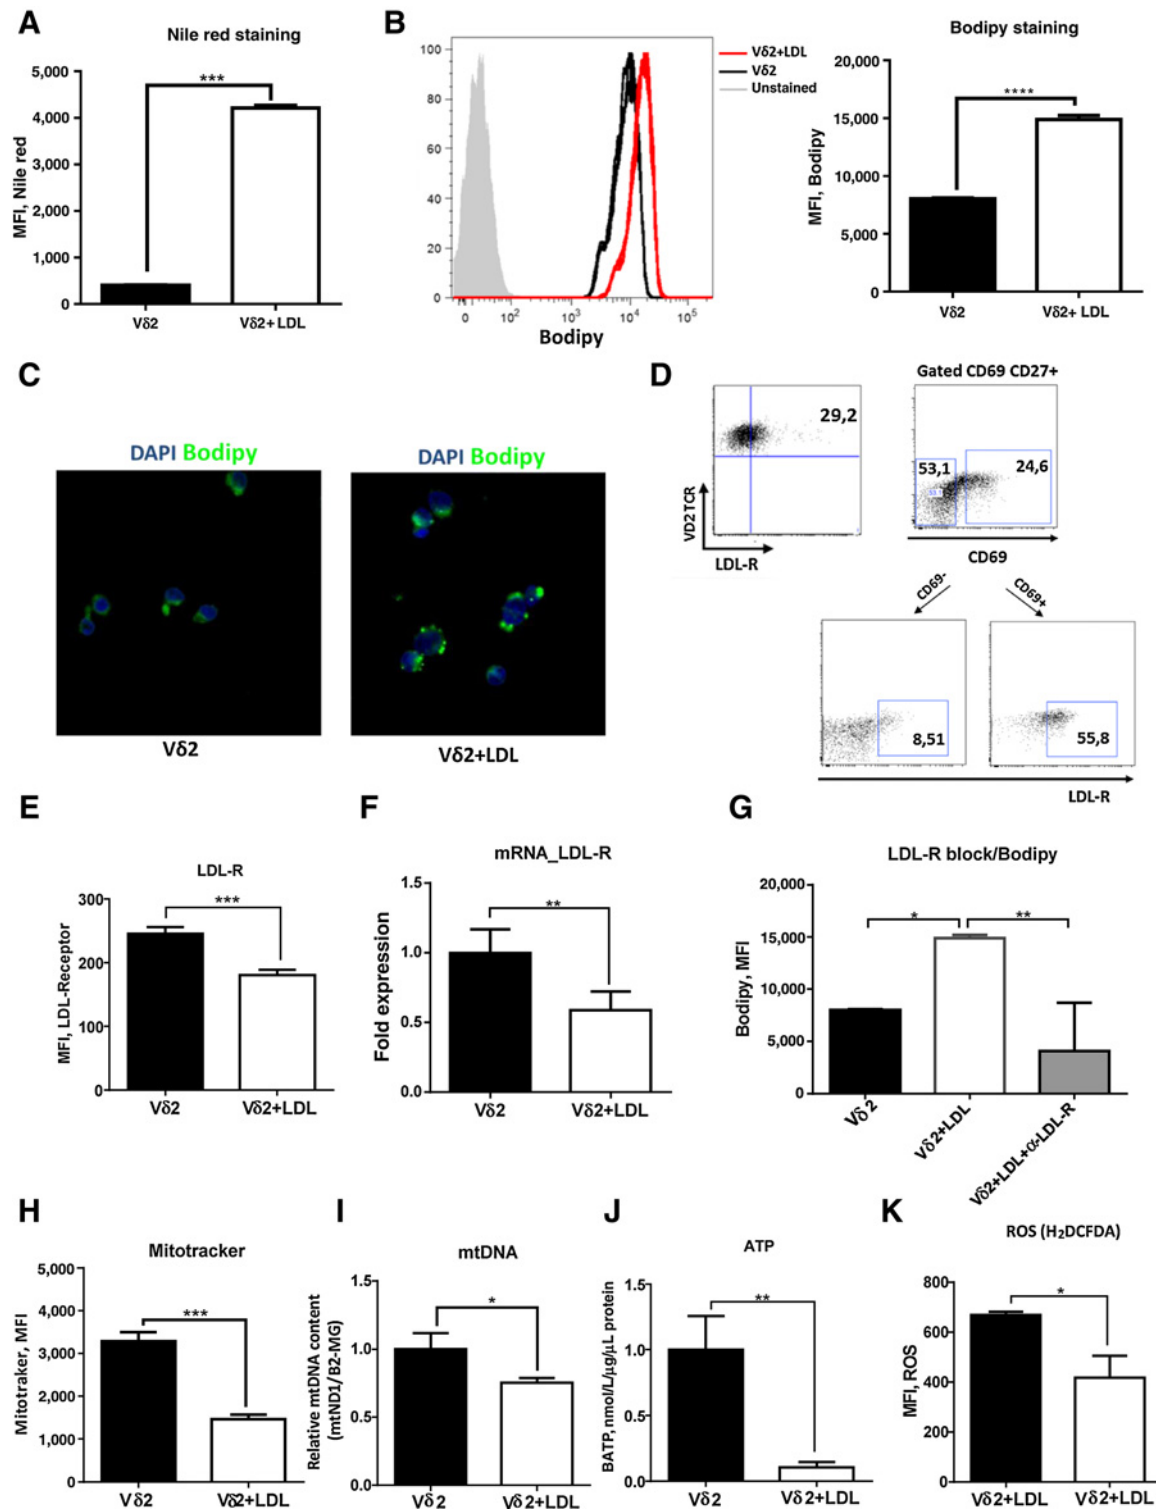 A
Nile red staining
5,000
4,000
3,000
2,000
1,000
0
MFI, Nile red
***
Vδ2
Vδ2+ LDL
B
100
80
60
40
20
0
0
10²
10³
10⁴
10⁵
Bodipy
Vδ2+LDL
Vδ2
Unstained
Bodipy staining
20,000
15,000
10,000
5,000
0
MFI, Bodipy
****
Vδ2
Vδ2+ LDL
C
DAPI Bodipy
DAPI Bodipy
Vδ2
Vδ2+LDL
D
29,2
VD2TCR
LDL-R
Gated CD69 CD27+
53,1
24,6
CD69
CD69-
CD69+
8,51
55,8
LDL-R
E
LDL-R
300
200
100
0
MFI, LDL-Receptor
***
Vδ2
Vδ2+LDL
F
mRNA_LDL-R
1.5
1.0
0.5
0.0
Fold expression
**
Vδ2
Vδ2+LDL
G
LDL-R block/Bodipy
20,000
15,000
10,000
5,000
0
Bodipy, MFI
*
**
Vδ2
Vδ2+LDL
Vδ2+LDL+α-LDL-R
H
Mitotracker
5,000
4,000
3,000
2,000
1,000
0
Mitotraker, MFI
***
Vδ2
Vδ2+LDL
I
mtDNA
1.5
1.0
0.5
0.0
Relative mtDNA content
(mtND1/B2-MG)
*
Vδ2
Vδ2+LDL
J
ATP
1.5
1.0
0.5
0.0
BATP, nmol/L/µg/µL protein
**
Vδ2
Vδ2+LDL
K
ROS (H₂DCFDA)
800
600
400
200
0
MFI, ROS
*
Vδ2+LDL
Vδ2+LDL